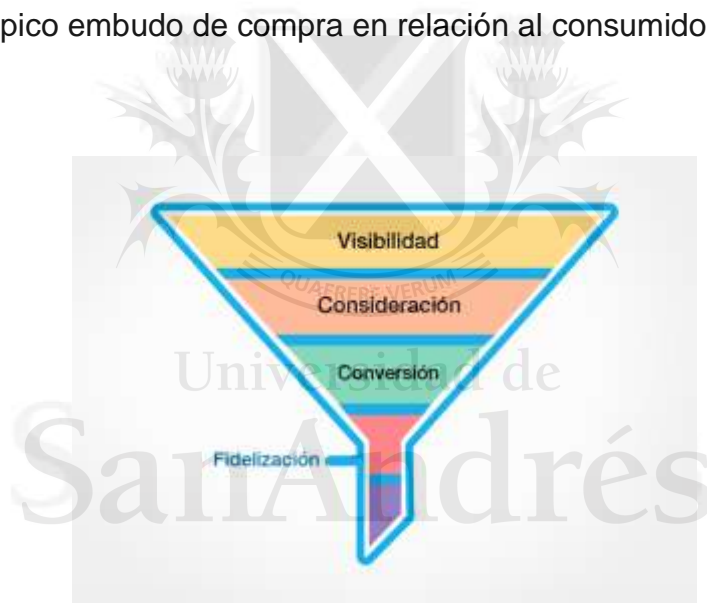 pico embudo de compra en relación al consumido
Visibilidad
QUAERERE VERUM
Consideración
Conversión
Universidad de
SanAndrés
Fidelización